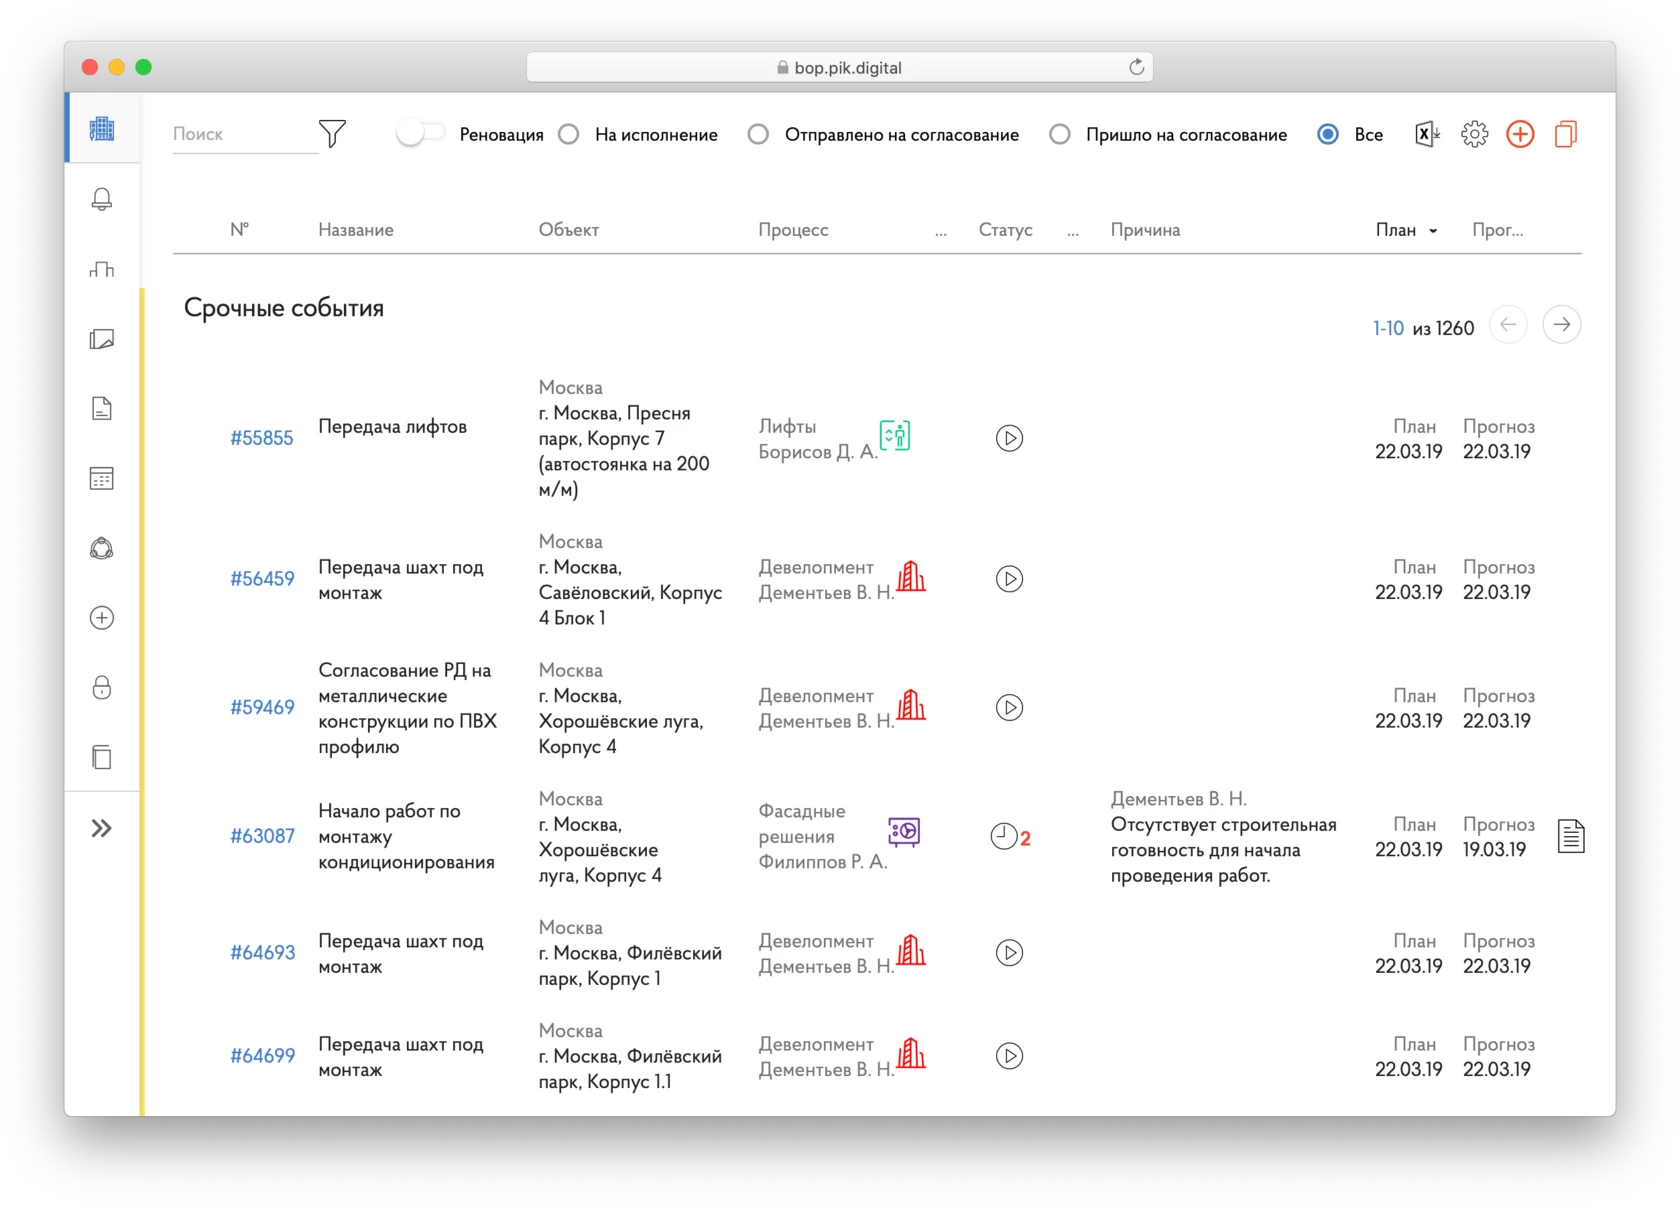 bop.pik.digital
Поиск
Реновация На исполнение Отправлено на согласование Пришло на согласование Все
N° Название Объект Процесс ... Статус ... Причина План Прог...
Срочные события
1-10 из 1260
#55855
Передача лифтов
Москва
г. Москва, Пресня
парк, Корпус 7
(автостоянка на 200
м/м)
Лифты
Борисов Д. А.
План
22.03.19
Прогноз
22.03.19
#56459
Передача шахт под
монтаж
Москва
г. Москва,
Савёловский, Корпус
4 Блок 1
Девелопмент
Дементьев В. Н.
План
22.03.19
Прогноз
22.03.19
#59469
Согласование РД на
металлические
конструкции по ПВХ
профилю
Москва
г. Москва,
Хорошёвские луга,
Корпус 4
Девелопмент
Дементьев В. Н.
План
22.03.19
Прогноз
22.03.19
#63087
Начало работ по
монтажу
кондиционирования
Москва
г. Москва,
Хорошёвские
луга, Корпус 4
Фасадные
решения
Филиппов Р. А.
2
Дементьев В. Н.
Отсутствует строительная
готовность для начала
проведения работ.
План
22.03.19
Прогноз
19.03.19
#64693
Передача шахт под
монтаж
Москва
г. Москва, Филёвский
парк, Корпус 1
Девелопмент
Дементьев В. Н.
План
22.03.19
Прогноз
22.03.19
#64699
Передача шахт под
монтаж
Москва
г. Москва, Филёвский
парк, Корпус 1.1
Девелопмент
Дементьев В. Н.
План
22.03.19
Прогноз
22.03.19